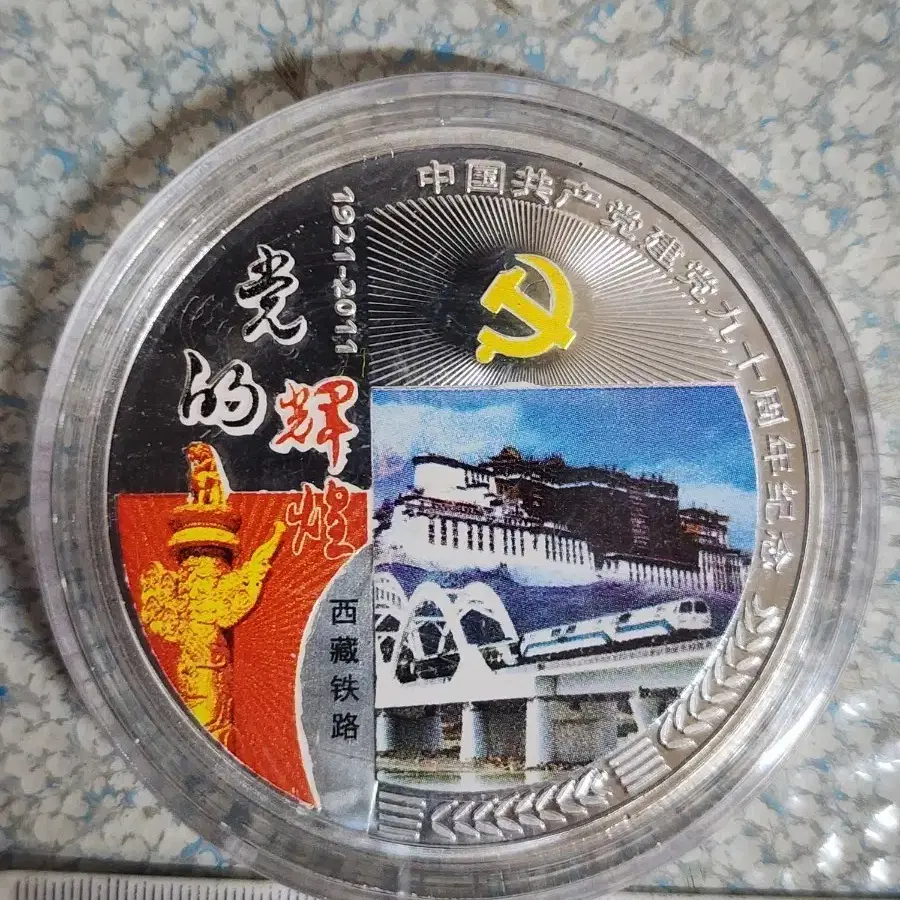 中国共产党建党九十周年纪念
1921-2011
党的辉煌
西藏铁路